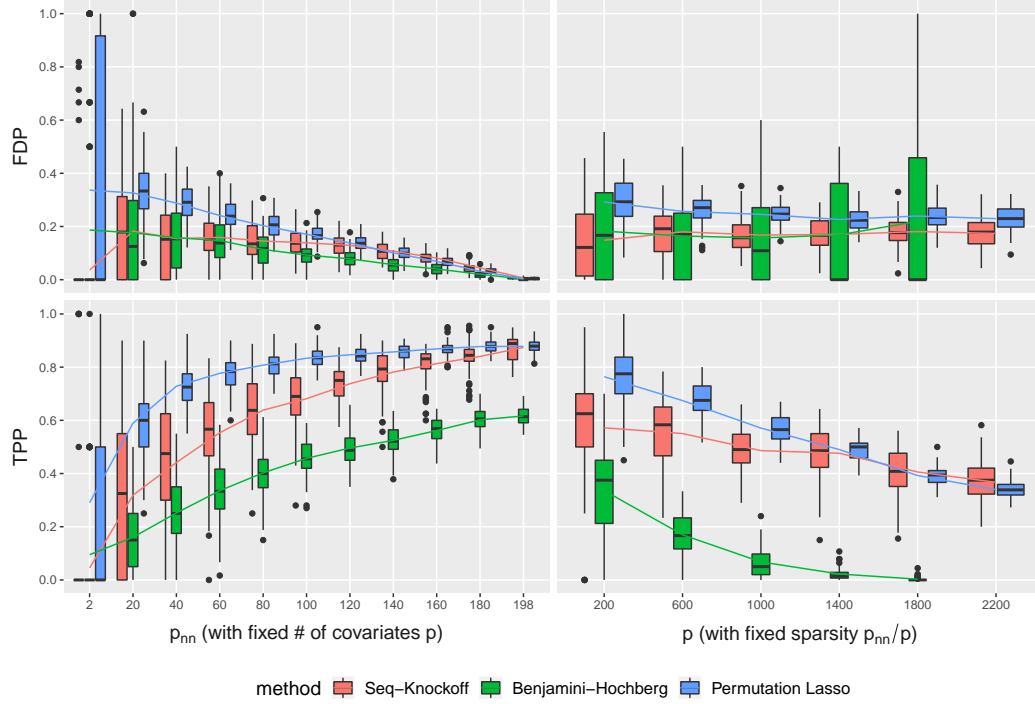 FDP
1.0
0.8
0.6
0.4
0.2
0.0
TPP
1.0
0.8
0.6
0.4
0.2
0.0
2 20 40 60 80 100 120 140 160 180 198
200 600 1000 1400 1800 2200
pnn (with fixed # of covariates p)
p (with fixed sparsity pnn/p)
method Seq−Knockoff Benjamini−Hochberg Permutation Lasso